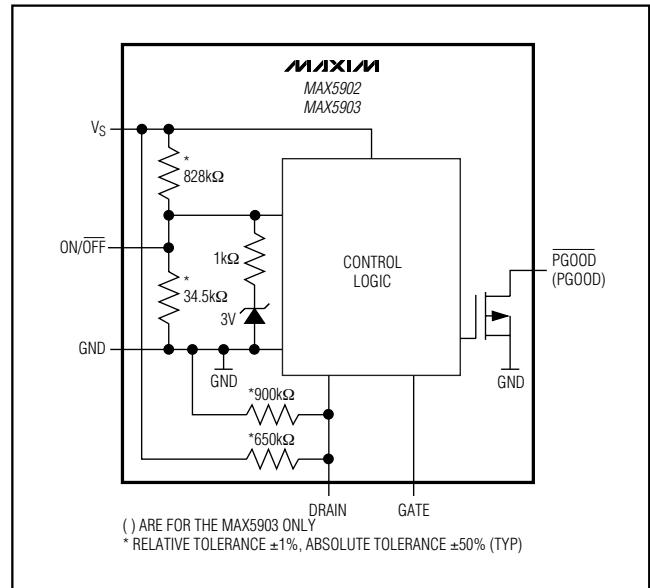 MAXIM
MAX5902
MAX5903
VS
*
828kΩ
ON/OFF
1kΩ
*
34.5kΩ
3V
CONTROL
LOGIC
PGOOD
(PGOOD)
GND
GND
GND
*900kΩ
*650kΩ
DRAIN
GATE
( ) ARE FOR THE MAX5903 ONLY
* RELATIVE TOLERANCE ±1%, ABSOLUTE TOLERANCE ±50% (TYP)